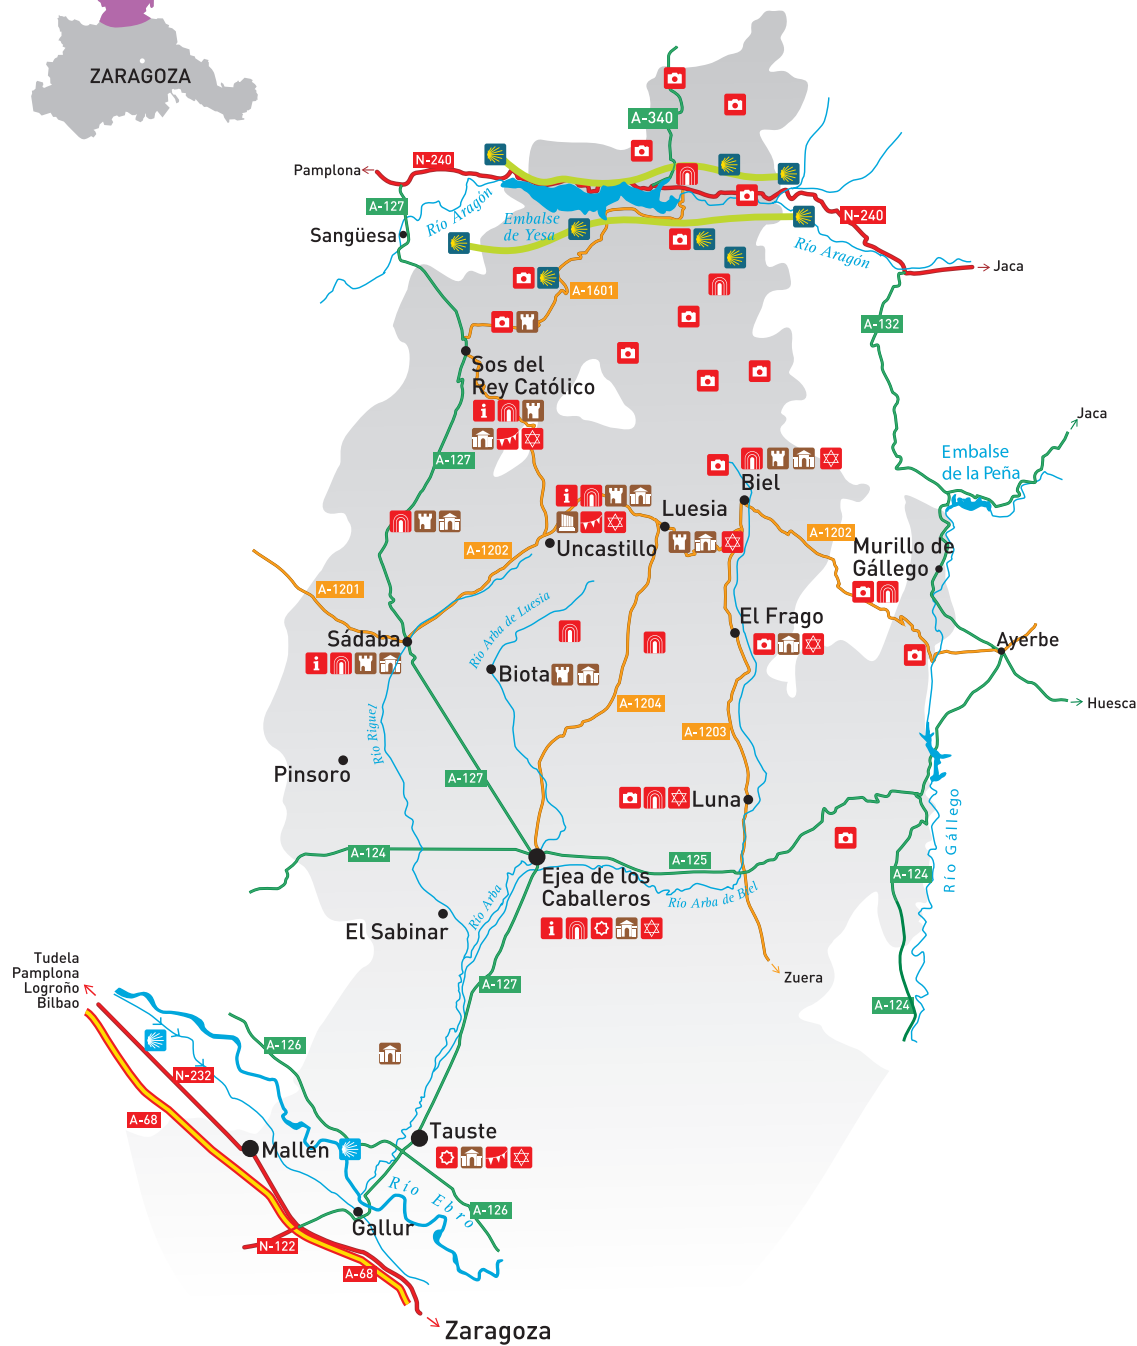 ZARAGOZA
A-340
Pamplona
N-240
A-127
Río Aragón
Embalse
de Yesa
Sangüesa
N-240
Río Aragón
Jaca
A-1601
A-132
Sos del
Rey Católico
Jaca
A-127
Embalse
de la Peña
Biel
Luesia
A-1202
A-1202
Uncastillo
Murillo de
Gállego
A-1201
Río Arba de Luesia
El Frago
Sádaba
Ayerbe
Biota
A-1204
Huesca
Río Riguel
A-1203
Pinsoro
A-127
Luna
Río Gállego
A-124
A-125
A-124
Ejea de los
Caballeros
Río Arba
Río Arba de Biel
El Sabinar
Tudela
Pamplona
Logroño
Bilbao
Zuera
A-127
A-124
A-126
N-232
A-68
Tauste
Mallén
Río Ebro
A-126
Gallur
N-122
A-68
Zaragoza